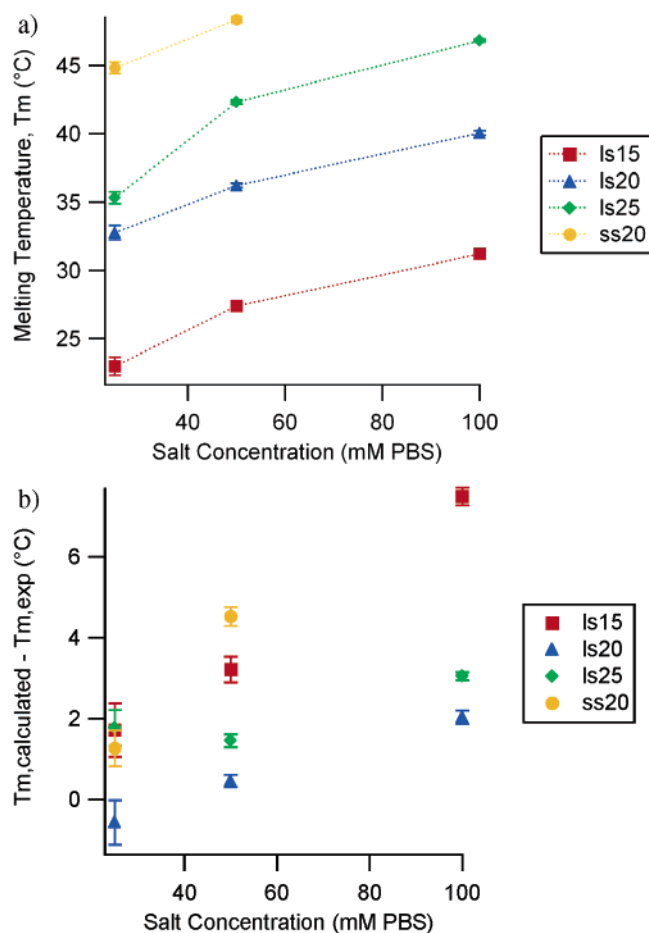 a)
Melting Temperature, Tm (°C)
45
40
35
30
25
40
60
80
100
Salt Concentration (mM PBS)
ls15
ls20
ls25
ss20
b)
Tm,calculated - Tm,exp (°C)
6
4
2
0
40
60
80
100
Salt Concentration (mM PBS)
ls15
ls20
ls25
ss20